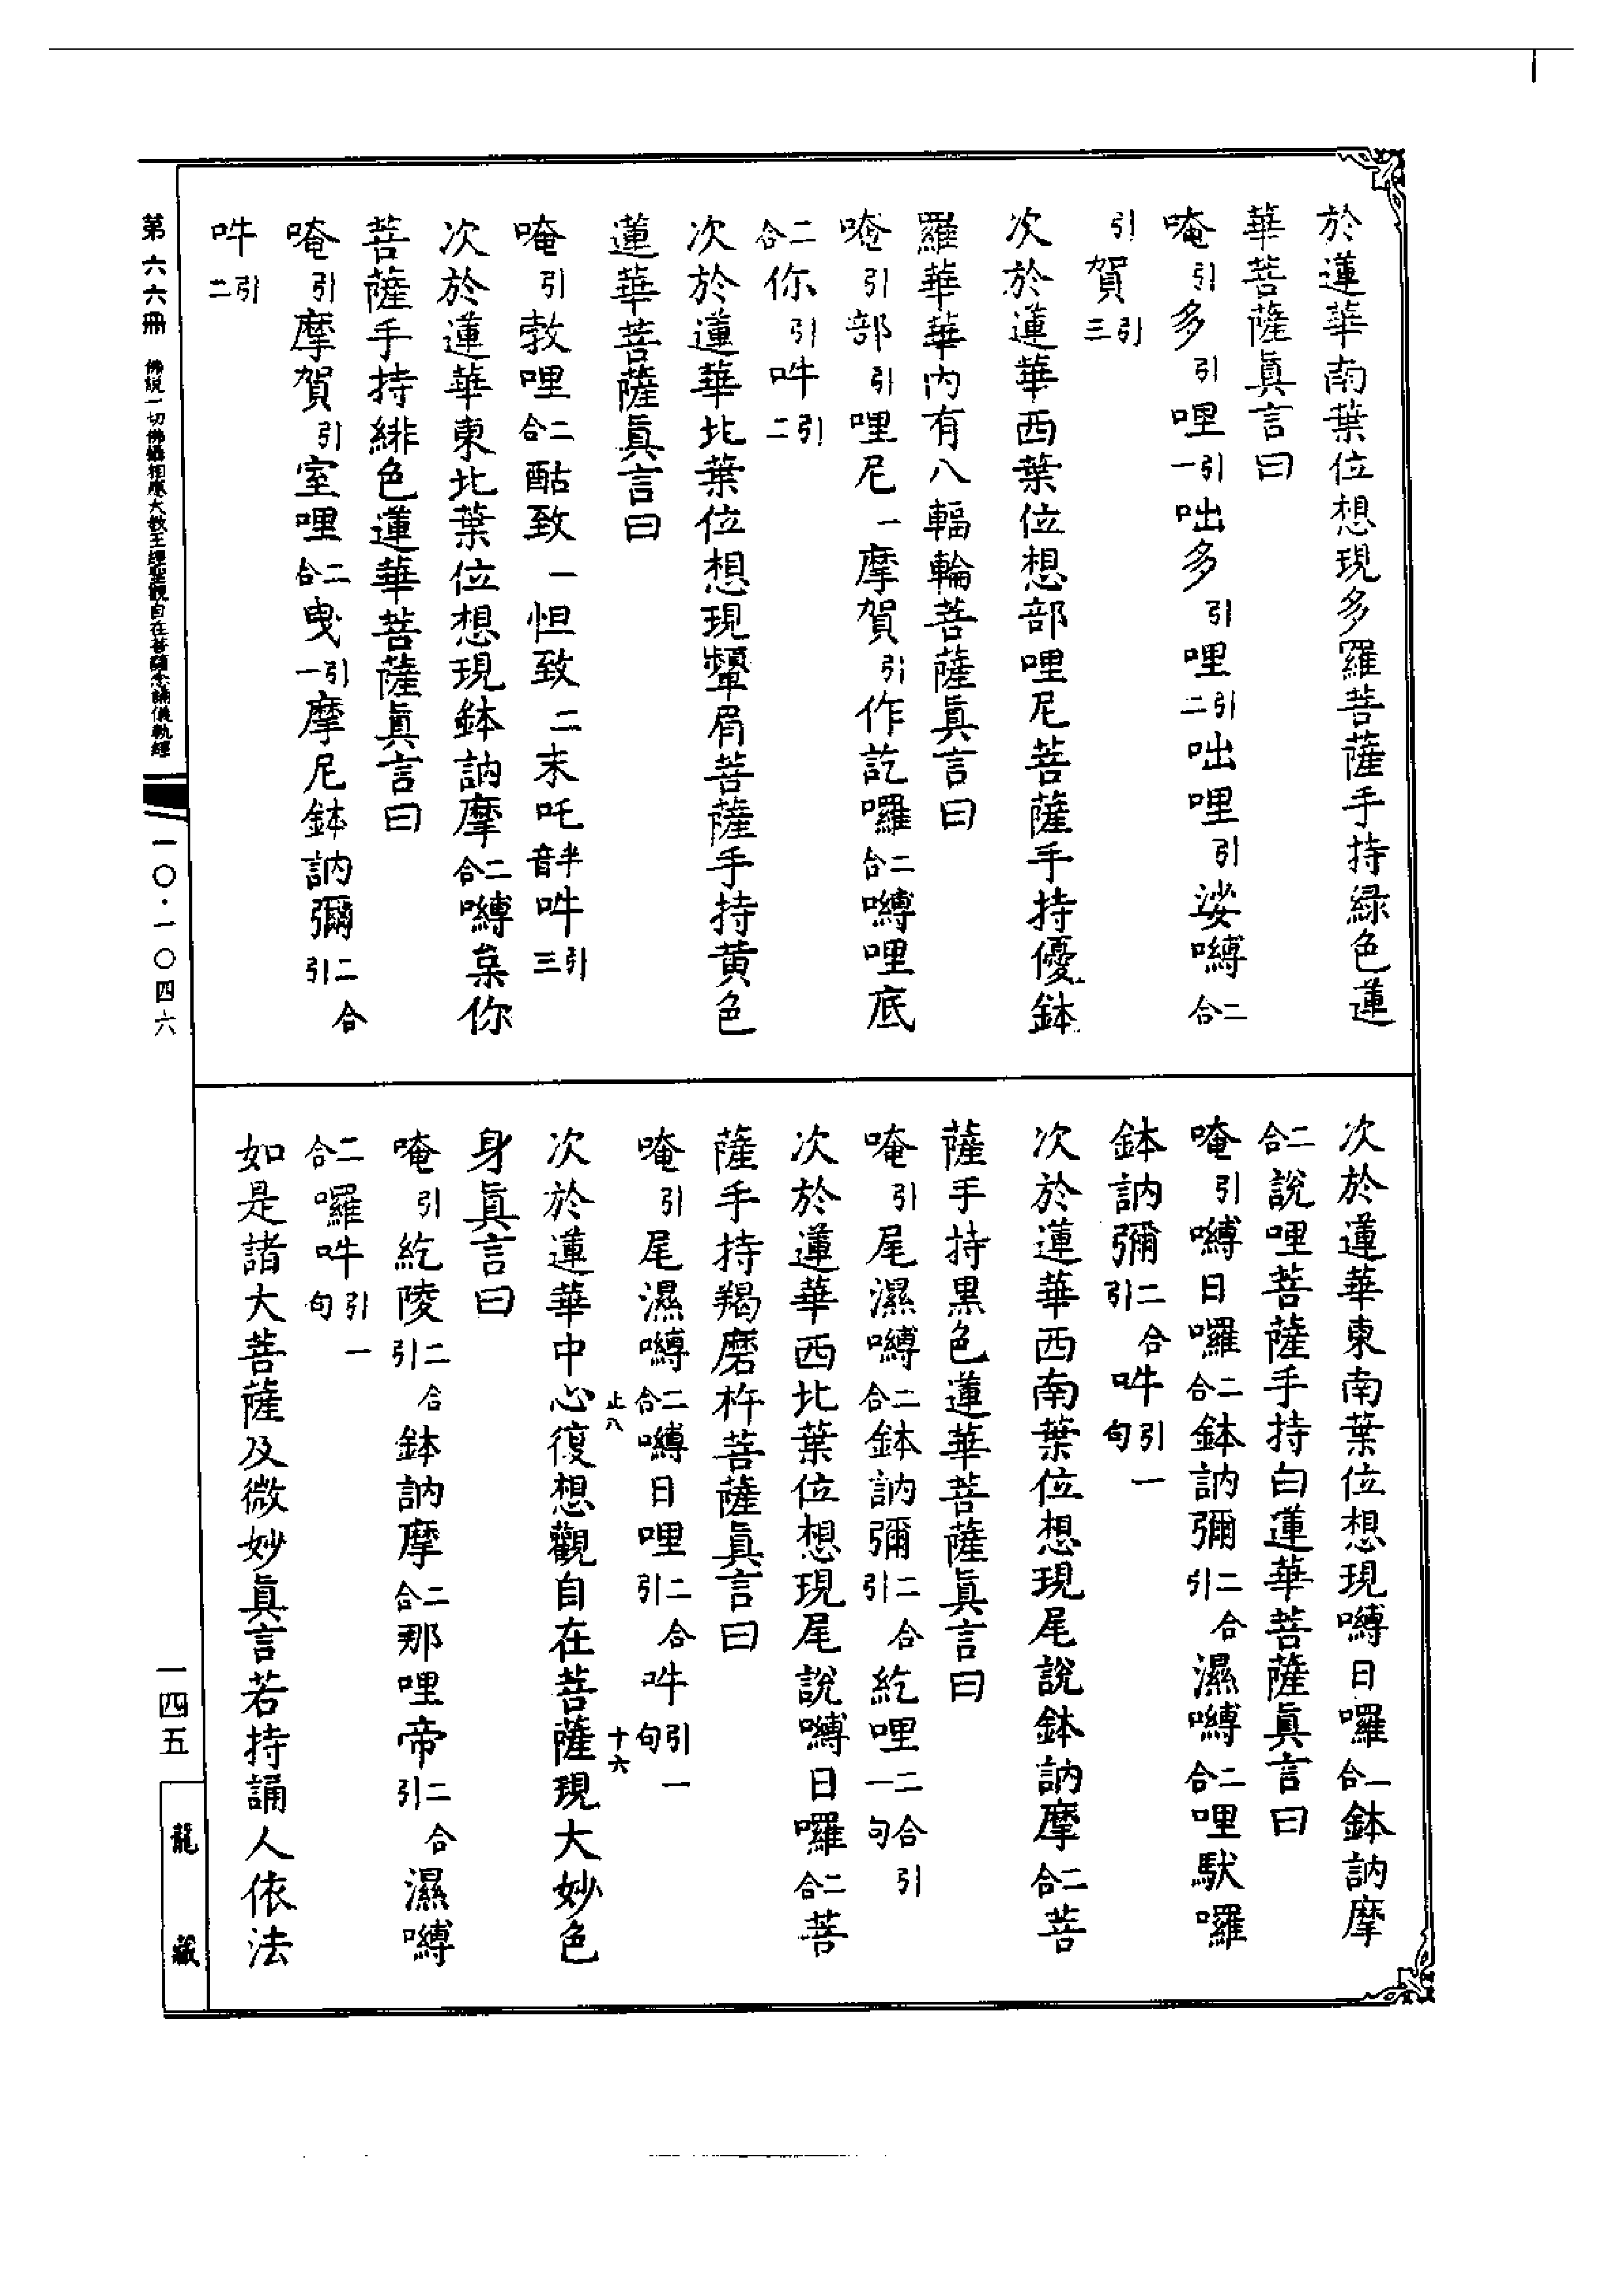 於蓮華南葉位想現多羅菩薩手持綠色蓮
華菩薩眞言曰
唵引多引哩引一咄多引哩引二咄哩引娑嚩二合
引賀引三
次於蓮華西葉位想部哩尼菩薩手持優鉢
羅華華內有八輻輪菩薩眞言曰
唵引部引哩尼一摩賀引作訖囉二合嚩哩底
二合你引吽引二
次於蓮華北葉位想現顰眉菩薩手持黃色
蓮華菩薩眞言曰
唵引㪍哩二合酤致一怛致二末吒半音吽引三
次於蓮華東北葉位想現鉢訥摩二合嚩枲你
菩薩手持緋色蓮華菩薩眞言曰
唵引摩賀引室哩二合曳引一摩尼鉢訥彌二合引
吽引二
次於蓮華東南葉位想現嚩日囉二合鉢訥摩
二合說哩菩薩手持白蓮華菩薩眞言曰
唵引嚩日囉二合鉢訥彌二合引濕嚩二合哩馱囉
鉢訥彌二合引吽引一句
次於蓮華西南葉位想現尾說鉢訥摩二合菩
薩手持黑色蓮華菩薩眞言曰
唵引尾濕嚩二合鉢訥彌二合引紇哩二合引一句
次於蓮華西北葉位想現尾說嚩日囉二合菩
薩手持羯磨杵菩薩眞言曰
唵引尾濕嚩二合嚩日哩二合引吽引一句
止八 十六
次於蓮華中心復想觀自在菩薩現大妙色
身眞言曰
唵引紇陵二合引鉢訥摩二合那哩帝二合引濕嚩
二合囉吽引一句
如是諸大菩薩及微妙眞言若持誦人依法
第六六冊 佛說一切佛攝相應大敎王經聖觀自在菩薩念誦儀軌經 一〇·一〇四六
一四五
龍藏